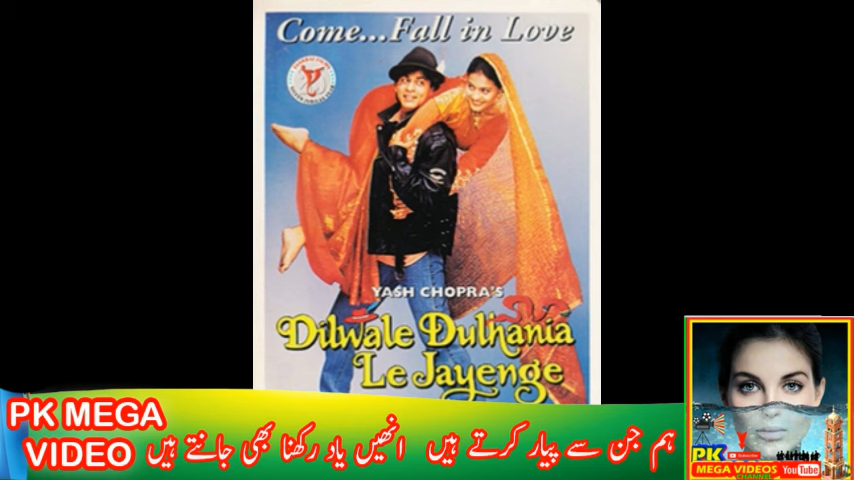 Come...Fall in Love
YASH CHOPRA'S
Dilwale Dulhania
Le Jayenge
PK MEGA
VIDEO
ہم جن سے پیار کرتے ہیں انھیں یاد رکھنا بھی جانتے ہیں
PK
MEGA VIDEOS
YouTube
CHANNEL